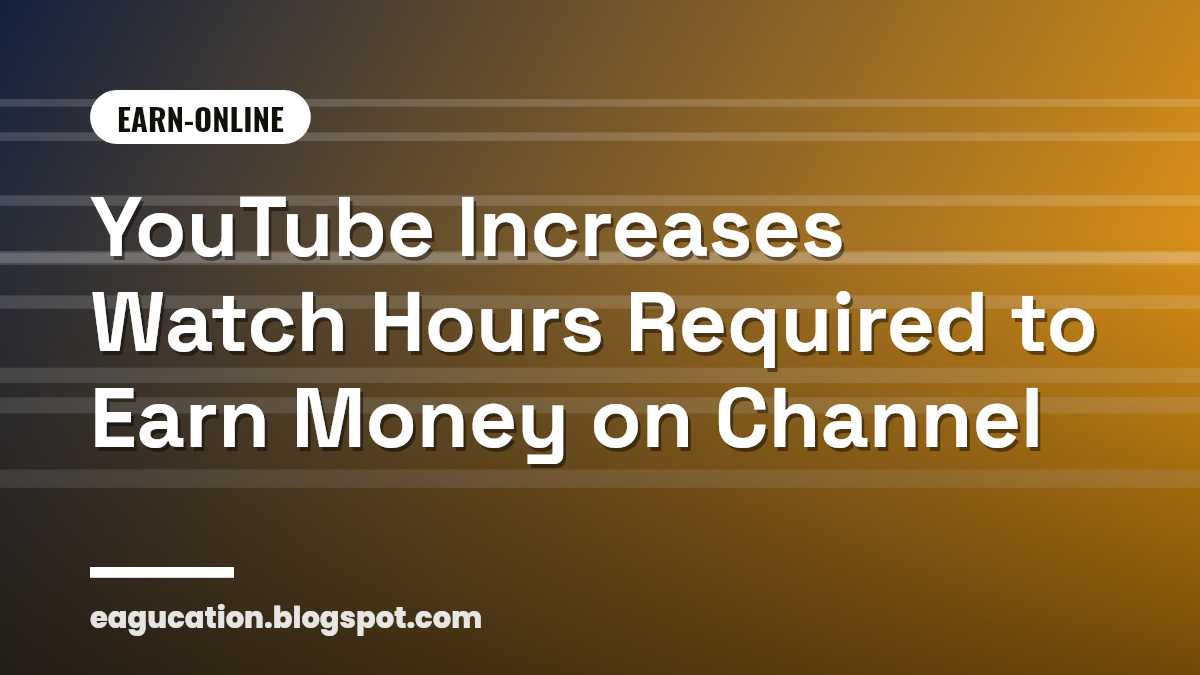 EARN-ONLINE
YouTube Increases
Watch Hours Required to
Earn Money on Channel
eagucation.blogspot.com